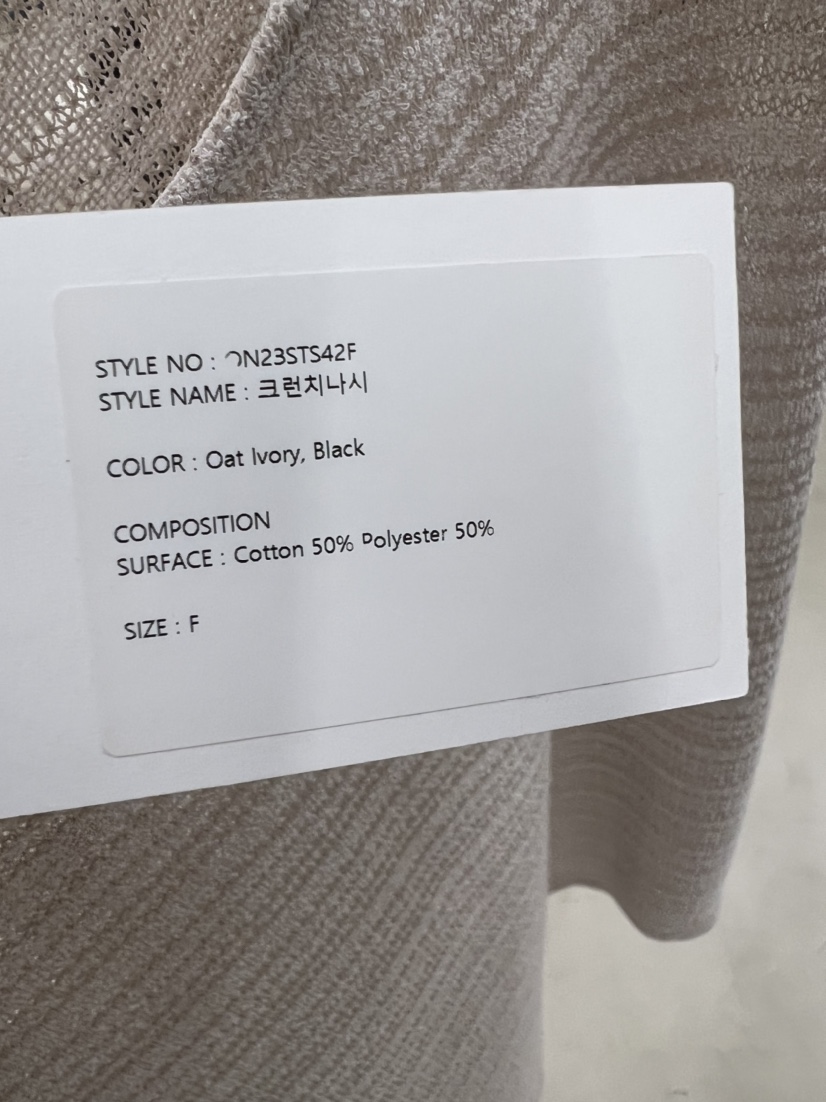 STYLE NO :
STYLE NAME : 크런치나시
COLOR : Oat Ivory, Black
COMPOSITION
SURFACE : Cotton 50% Polyester 50%
SIZE : F